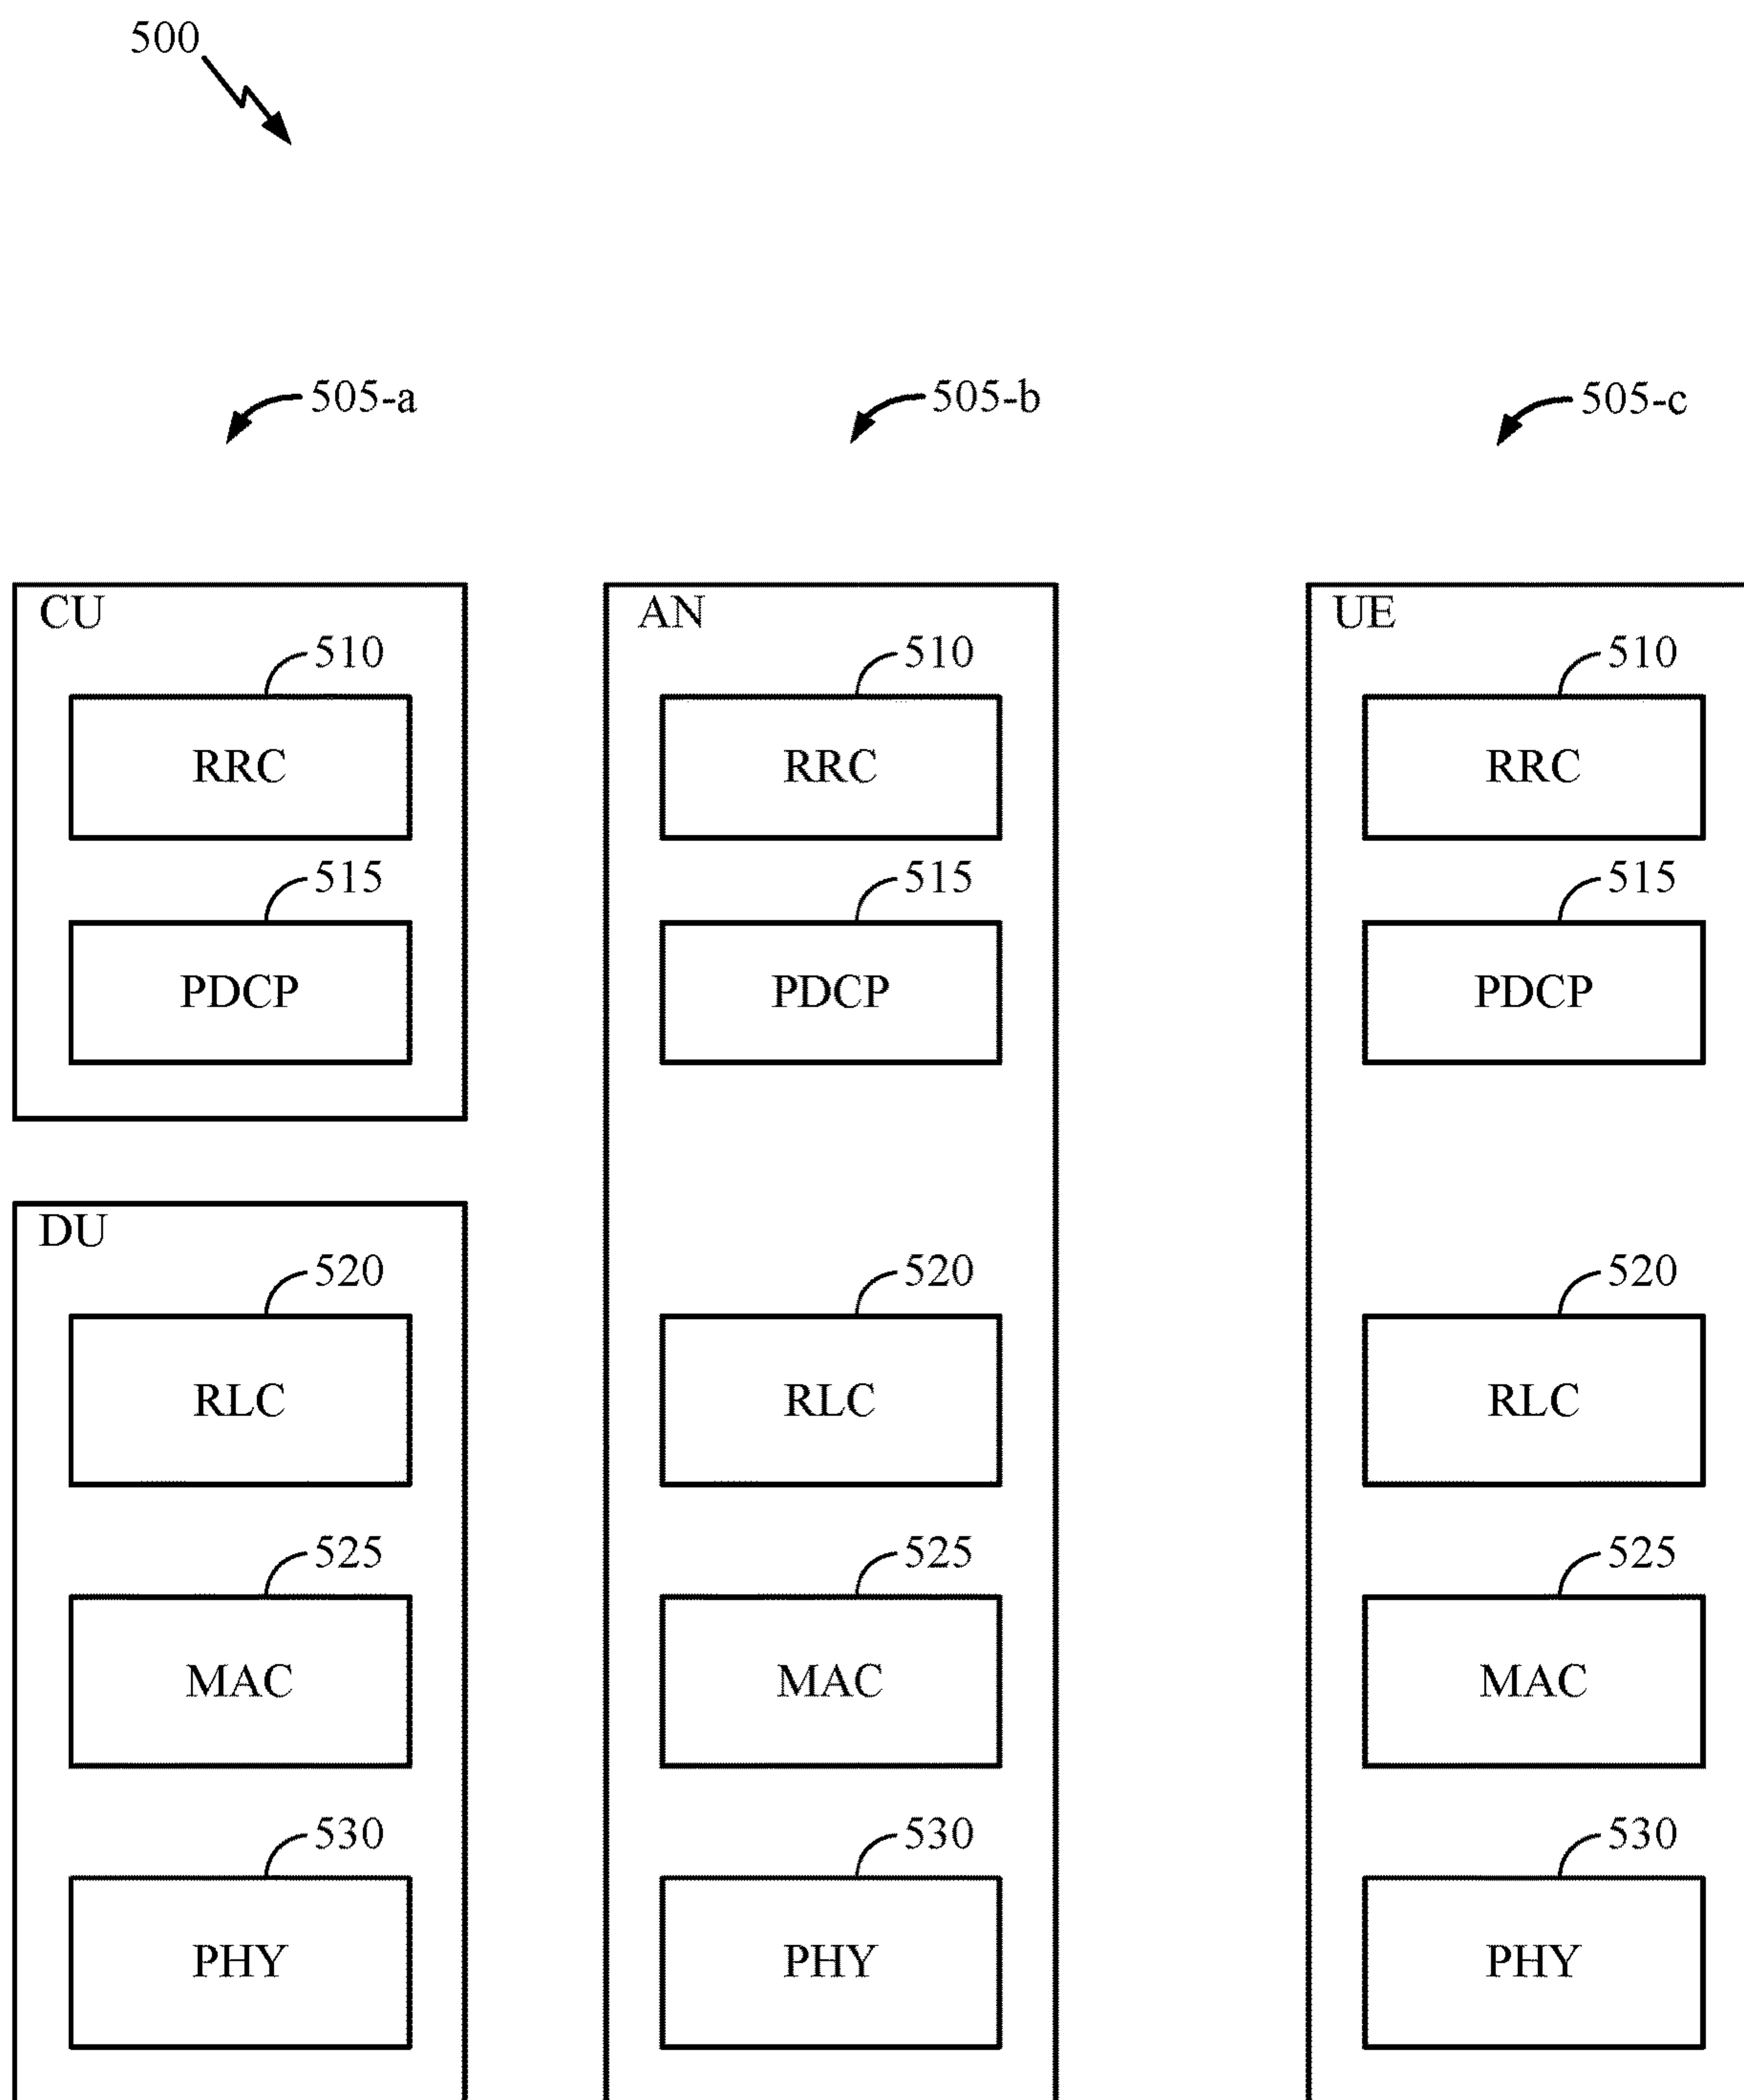 500
505-a 505-b 505-c
CU AN UE
510 510 510
RRC RRC RRC
515 515 515
PDCP PDCP PDCP
DU
520 520 520
RLC RLC RLC
525 525 525
MAC MAC MAC
530 530 530
PHY PHY PHY